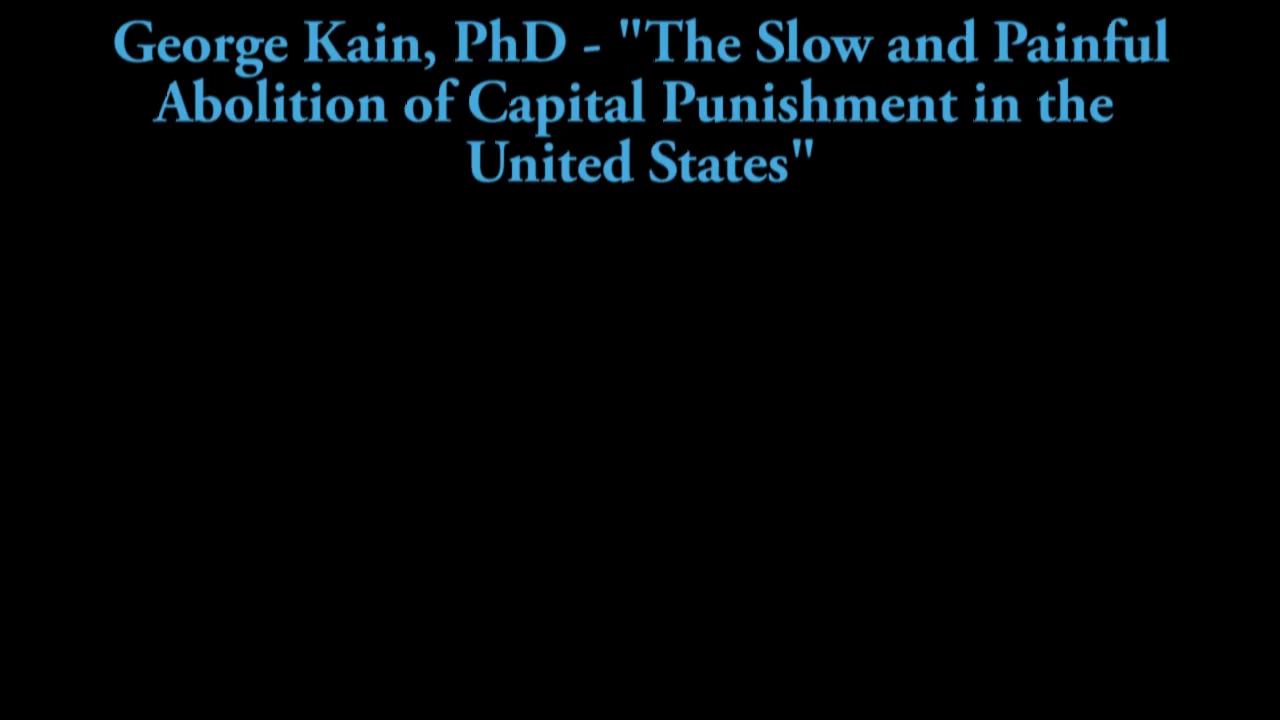 George Kain, PhD - "The Slow and Painful
Abolition of Capital Punishment in the
United States"